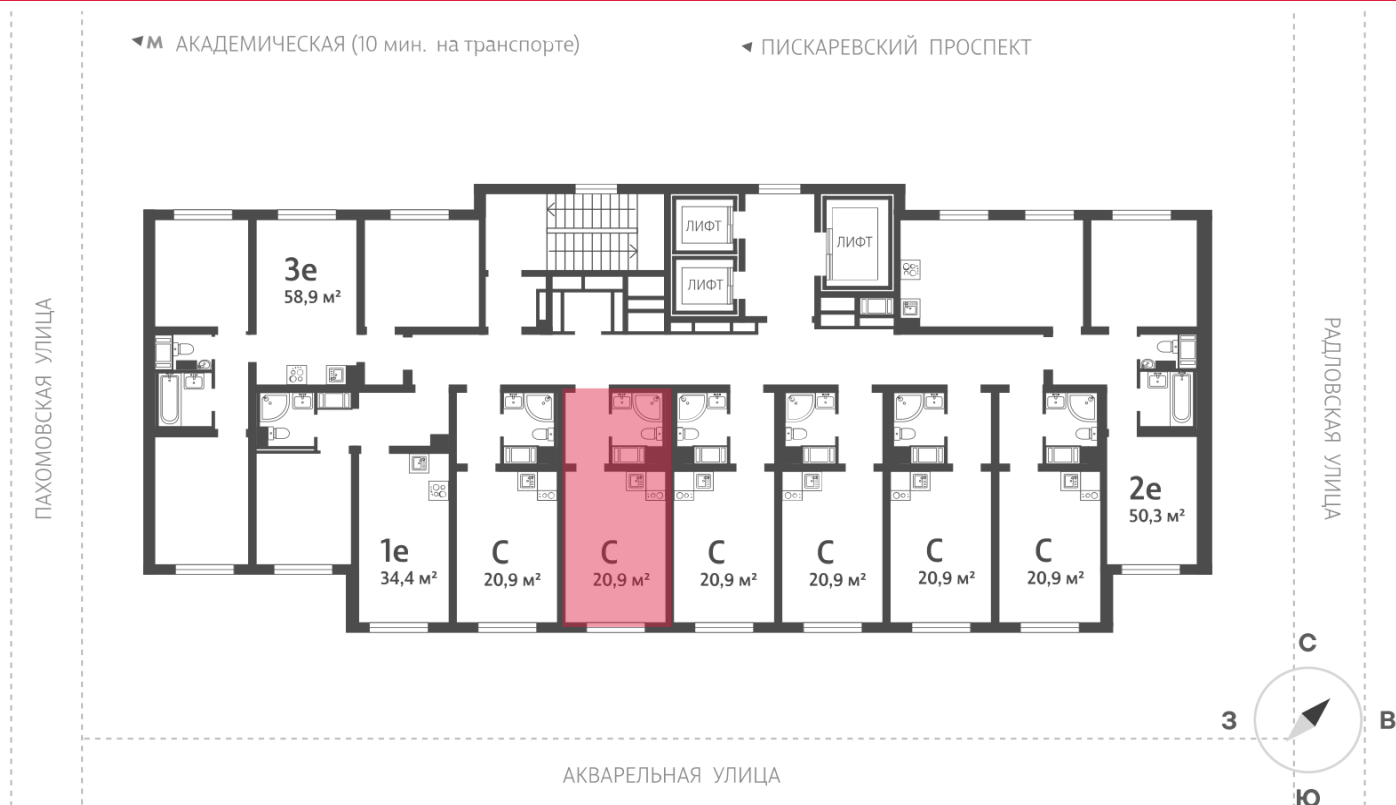 М АКАДЕМИЧЕСКАЯ (10 мин. на транспорте)
ПИСКАРЕВСКИЙ ПРОСПЕКТ
ЛИФТ
ЛИФТ
ЛИФТ
3е
58,9 м²
ПАХОМОВСКАЯ УЛИЦА
РАДЛОВСКАЯ УЛИЦА
2е
50,3 м²
1е
34,4 м²
С
20,9 м²
С
20,9 м²
С
20,9 м²
С
20,9 м²
С
20,9 м²
С
20,9 м²
С
З
В
Ю
АКВАРЕЛЬНАЯ УЛИЦА